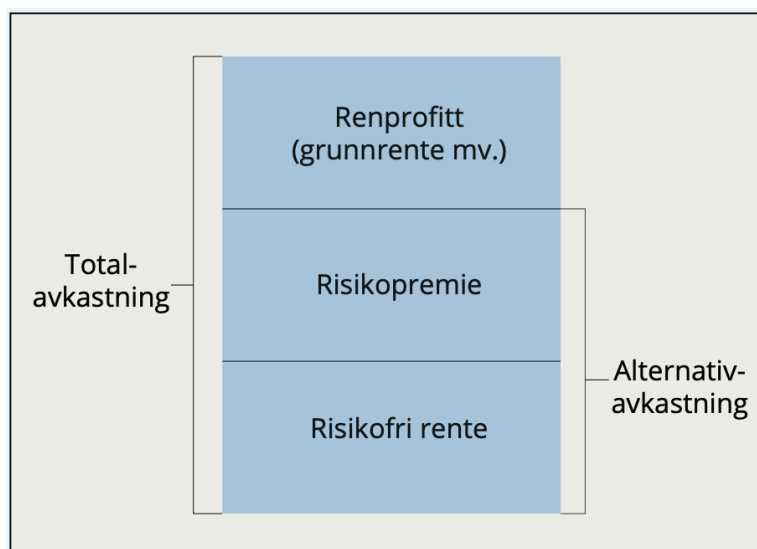 Renprofitt
(grunnrente mv.)
Total-
avkastning
Risikopremie
Alternativ-
avkastning
Risikofri rente